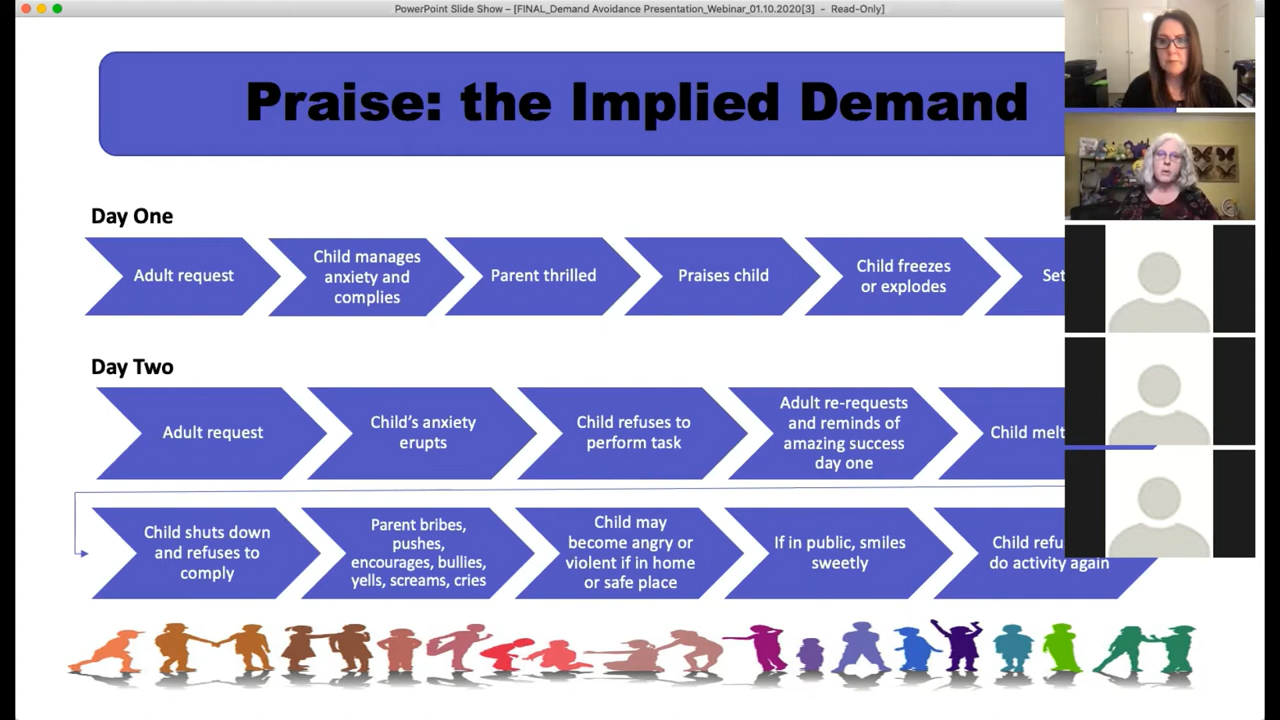 PowerPoint Slide Show – [FINAL_Demand Avoidance Presentation_Webinar_01.10.2020[3] - Read-Only]
Praise: the Implied Demand
Day One
Adult request
Child manages
anxiety and
complies
Parent thrilled
Praises child
Child freezes
or explodes
Day Two
Adult request
Child's anxiety
erupts
Child refuses to
perform task
Adult re-requests
and reminds of
amazing success
day one
Child
Child shuts down
and refuses to
comply
Parent bribes,
pushes,
encourages, bullies,
yells, screams, cries
Child may
become angry or
violent if in home
or safe place
If in public, smiles
sweetly
Child
do activity again